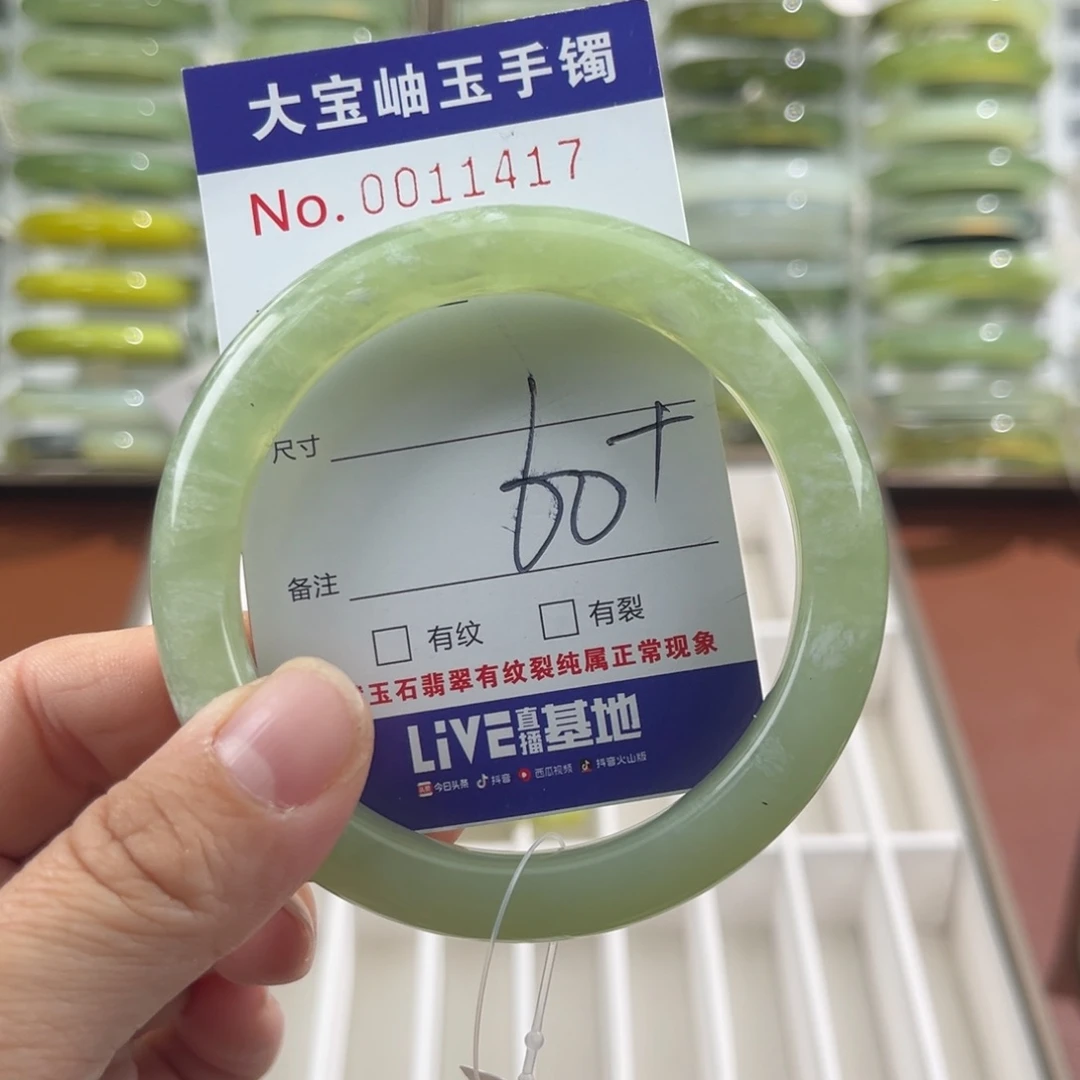 大宝岫玉手镯
No. 0011417
尺寸 60+
备注
□ 有纹 □ 有裂
玉石翡翠有纹裂纯属正常现象
LiVE直播基地
今日头条 抖音 西瓜视频 抖音火山版